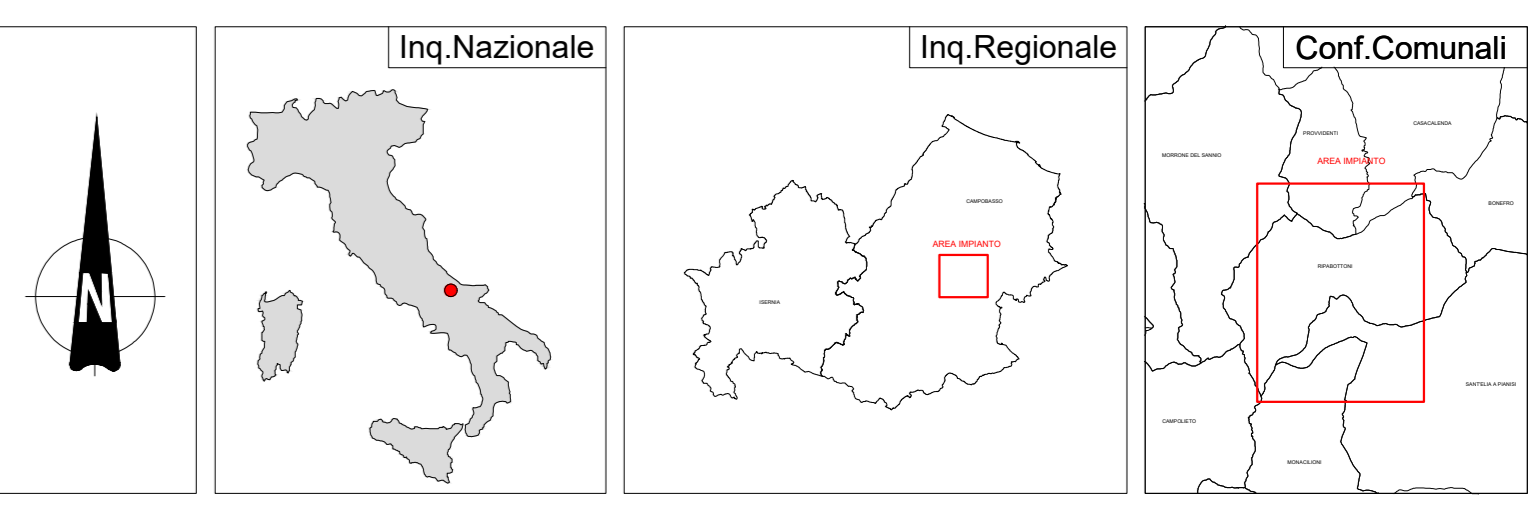 N
Inq.Nazionale
Inq.Regionale
CAMPOBASSO
AREA IMPIANTO
ISERNIA
Conf.Comunali
CASACALENDA
PROVVIDENTI
MORRONE DEL SANNIO
AREA IMPIANTO
BONEFRO
RIPABOTTONI
SANT'ELIA A PIANISI
CAMPOLIETO
MONACILIONI